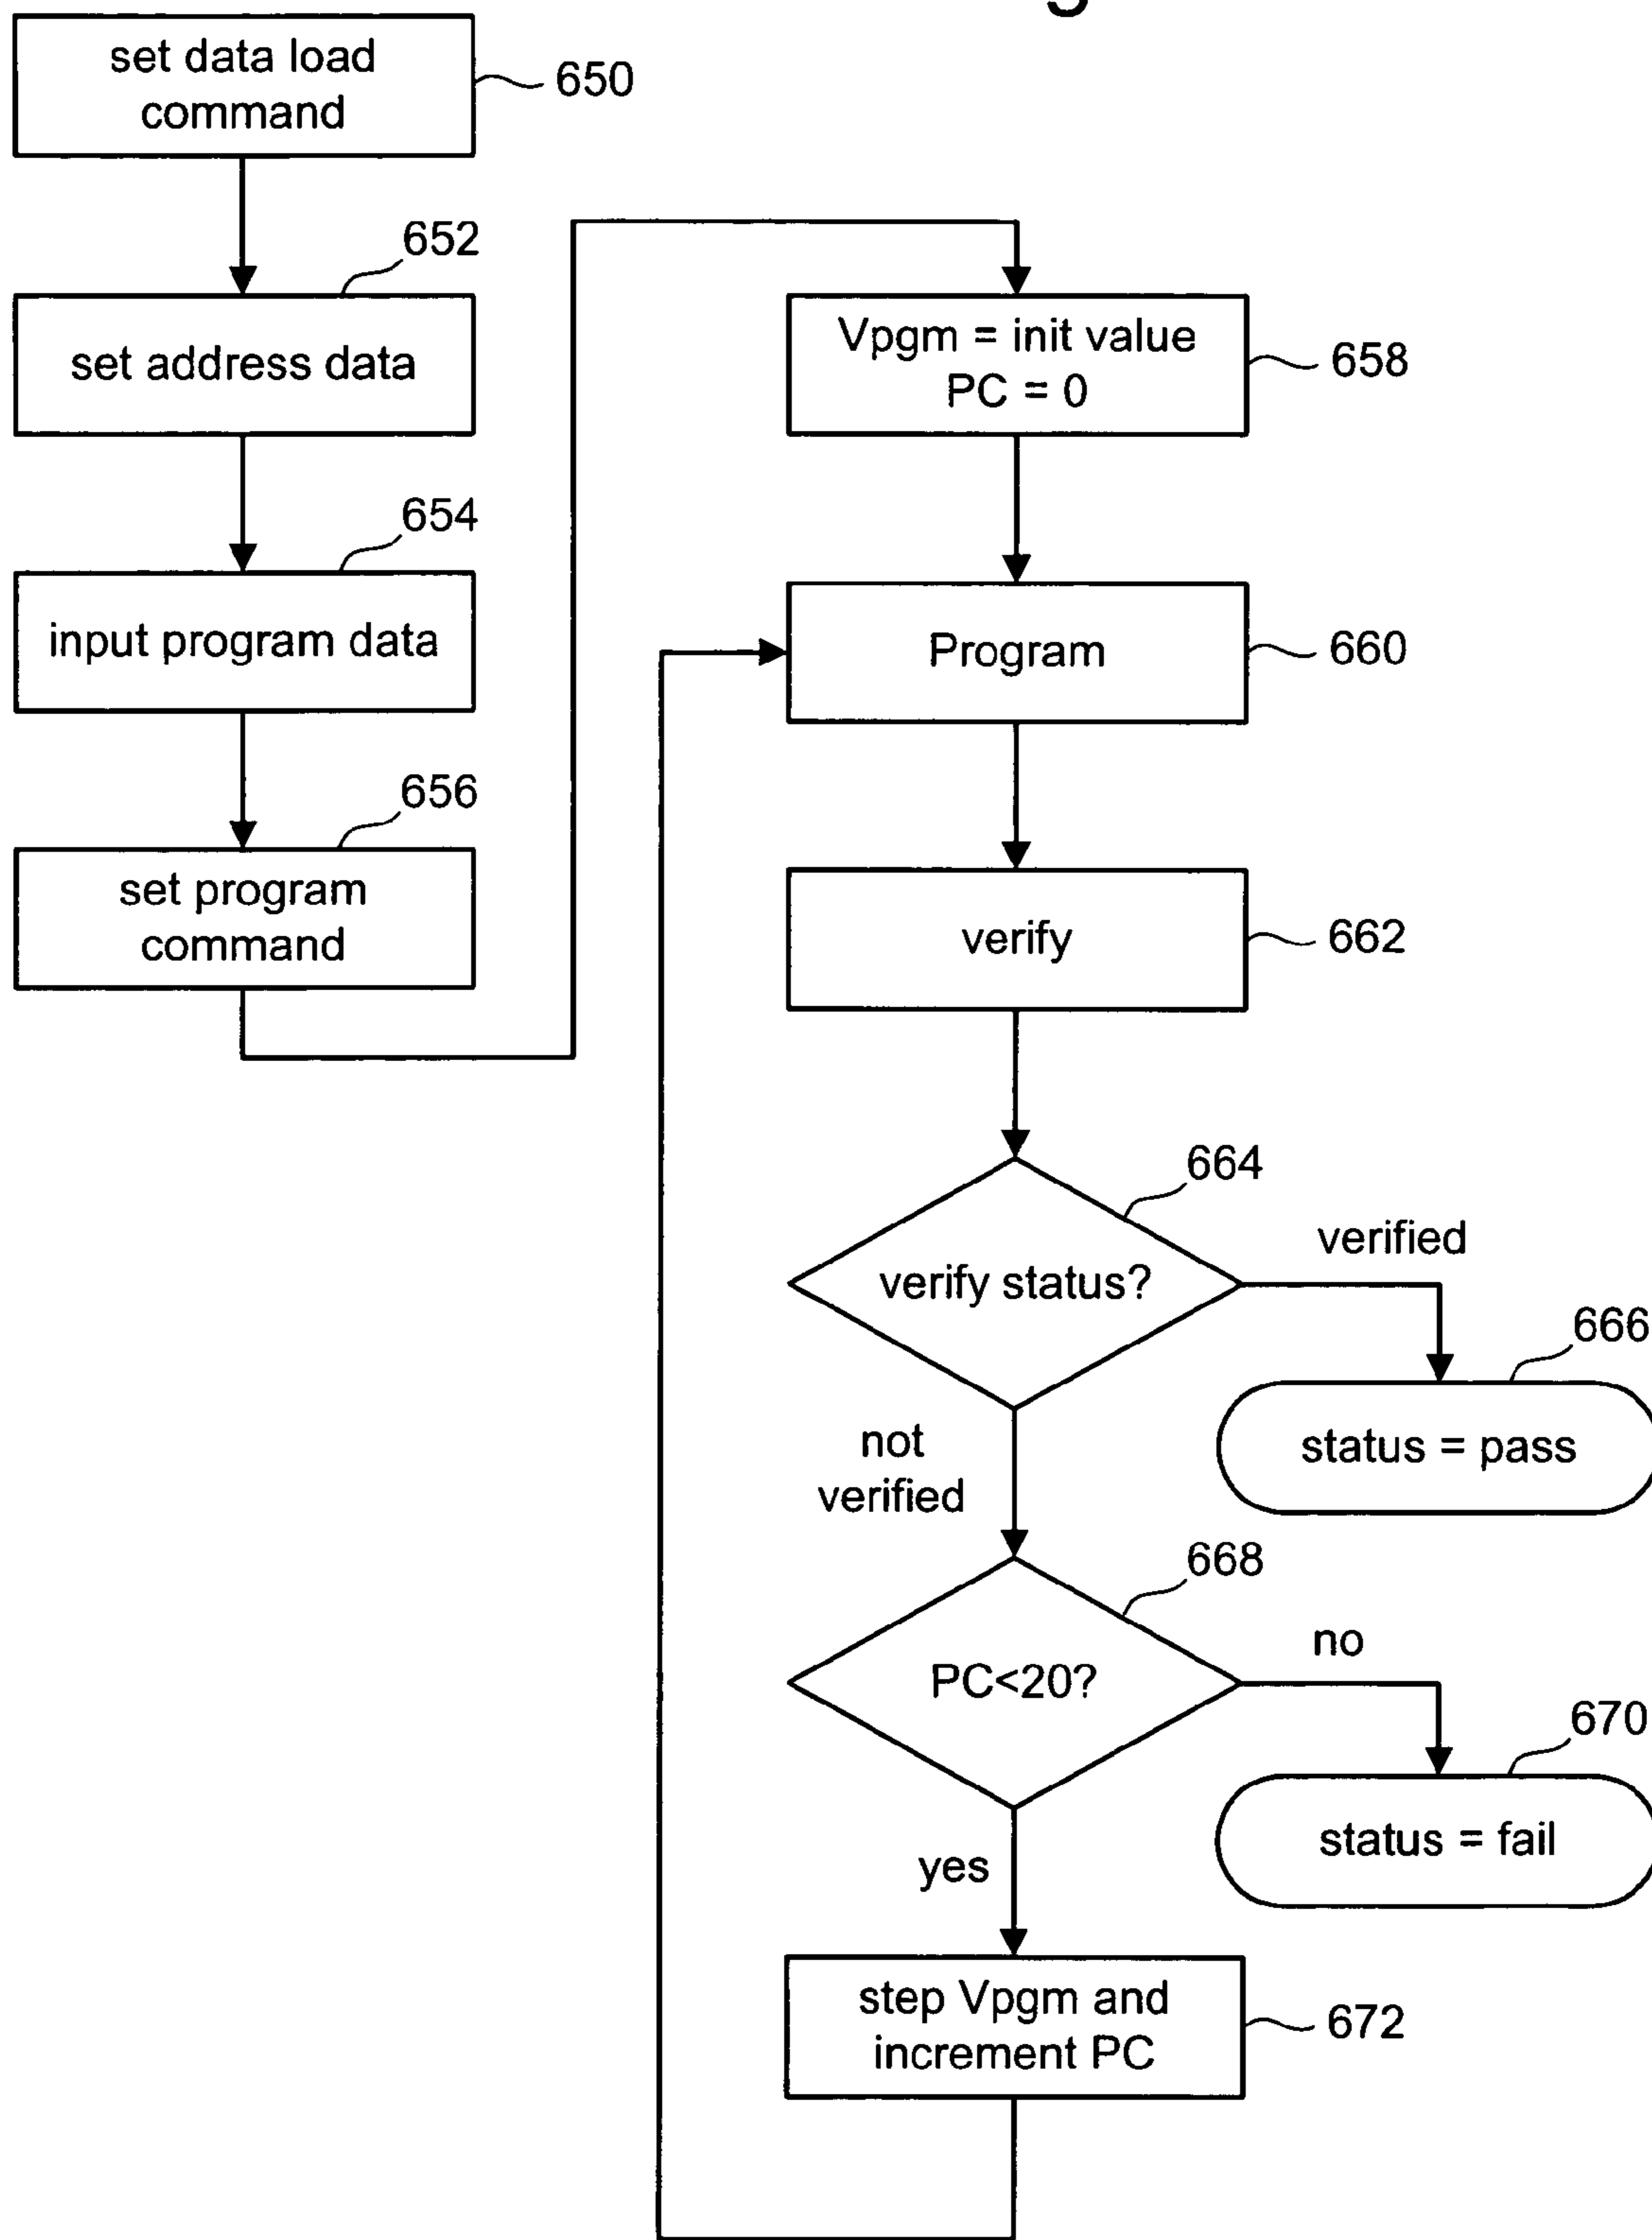 set data load
command
650
652
set address data
654
input program data
656
set program
command
Vpgm = init value
PC = 0
658
Program
660
verify
662
664
verify status?
verified
666
status = pass
not
verified
668
PC<20?
no
670
status = fail
yes
step Vpgm and
increment PC
672